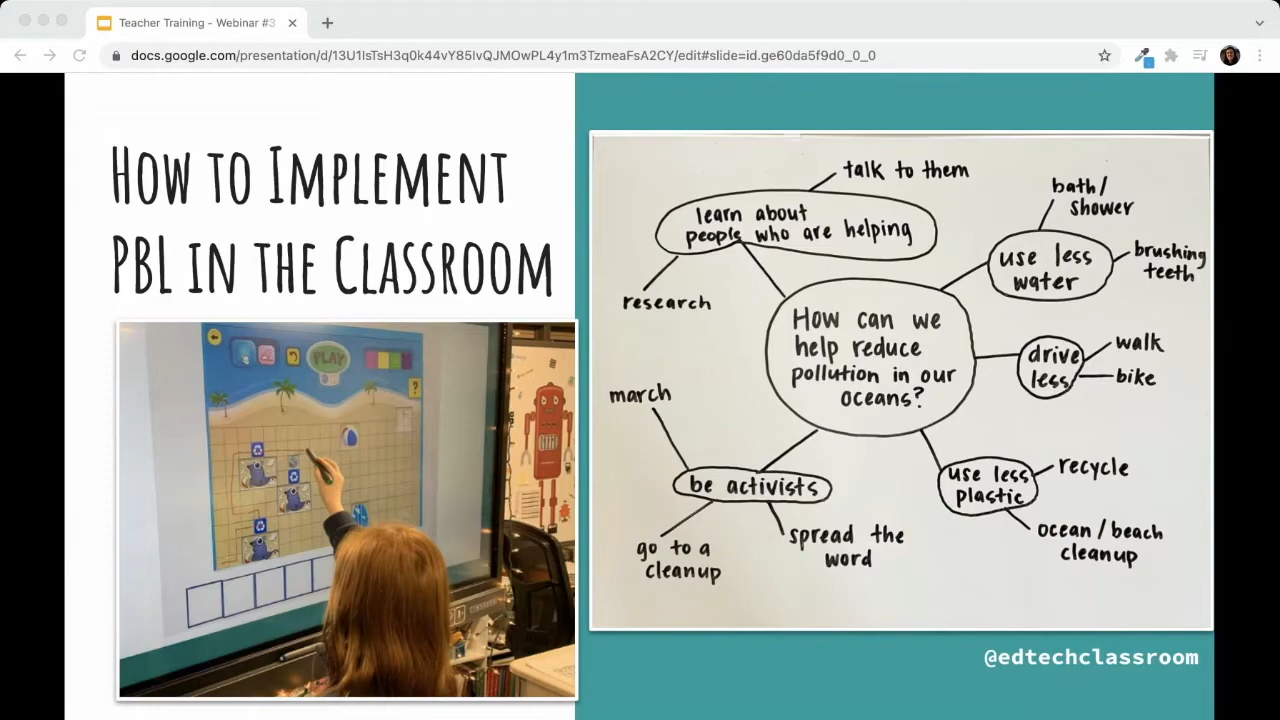 Teacher Training - Webinar #3
docs.google.com/presentation/d/13U1IsTsH3q0k44vY85IvQJMOwPL4y1m3TzmeaFsA2CY/edit#slide=id.ge60da5f9d0_0_0
How to Implement
PBL in the Classroom
PLAY
?
talk to them
learn about
people who are helping
research
bath/
shower
use less
water
brushing
teeth
How can we
help reduce
pollution in our
oceans?
drive
less
walk
bike
march
be activists
go to a
cleanup
spread the
word
use less
plastic
recycle
ocean/beach
cleanup
@edtechclassroom